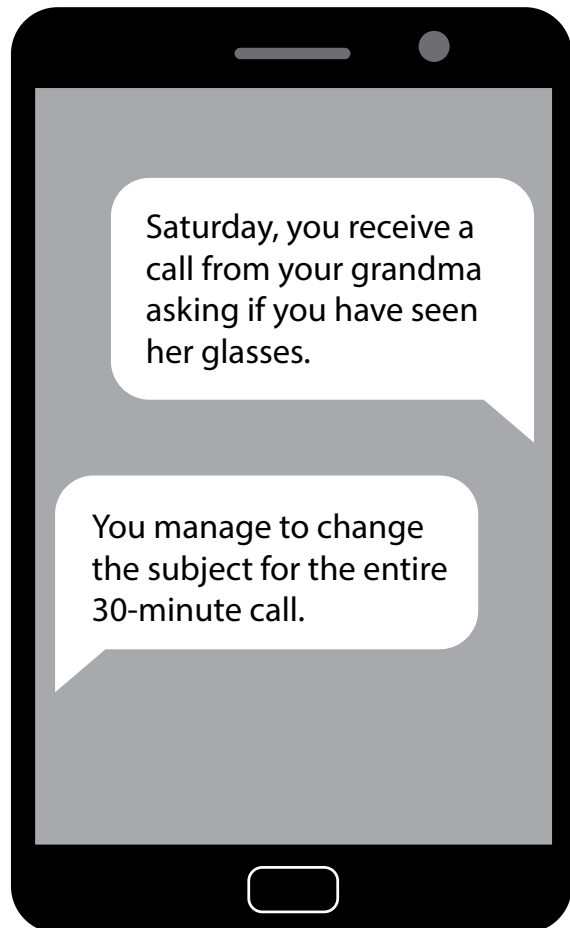 Saturday, you receive a
call from your grandma
asking if you have seen
her glasses.
You manage to change
the subject for the entire
30-minute call.